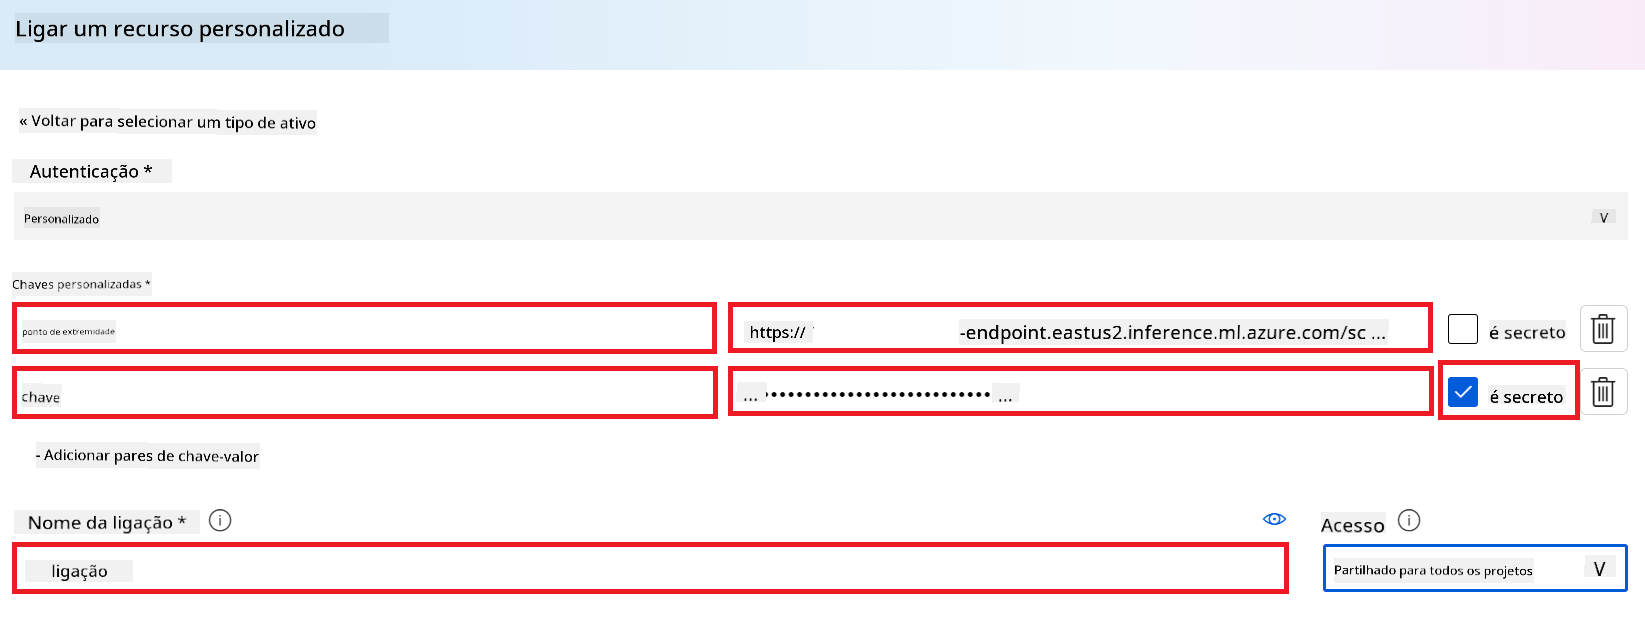 Ligar um recurso personalizado
« Voltar para selecionar um tipo de ativo
Autenticação *
Personalizado V
Chaves personalizadas *
ponto de extremidade https:// -endpoint.eastus2.inference.ml.azure.com/sc ... é secreto
chave ... •••••••••••••••••••••••••••• ... é secreto
- Adicionar pares de chave-valor
Nome da ligação * Acesso
ligação Partilhado para todos os projetos V